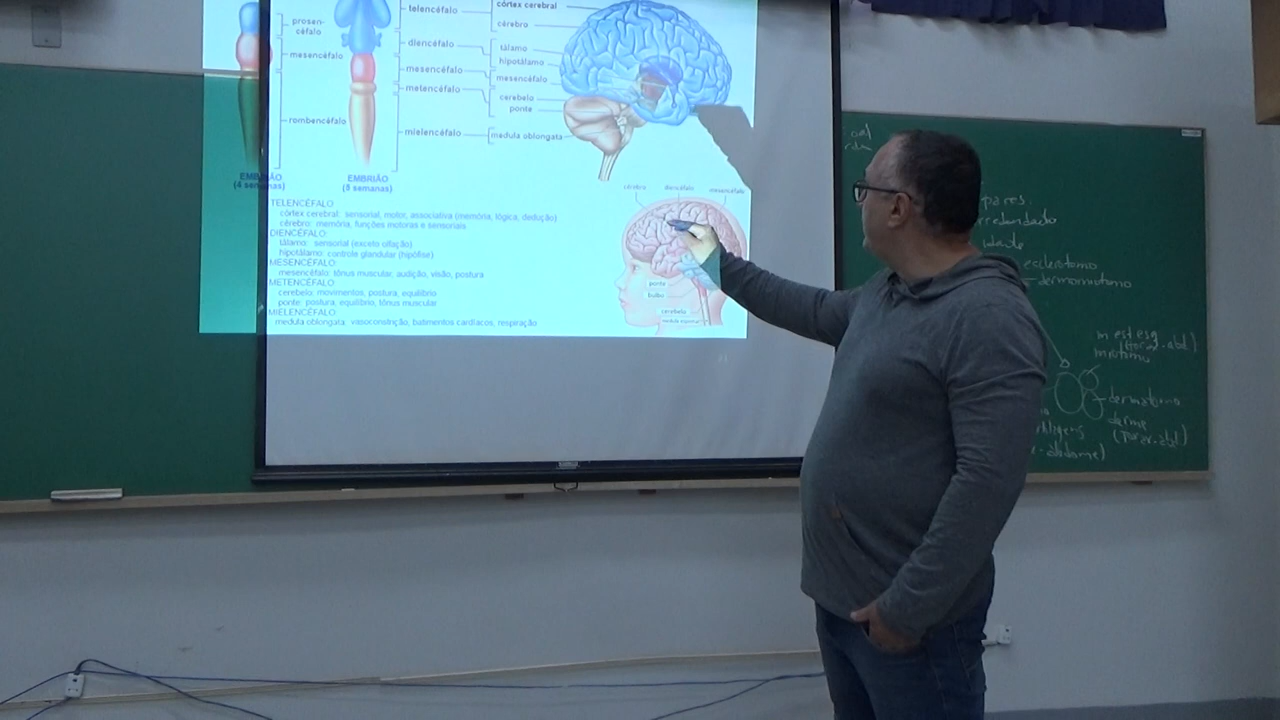 telencéfalo
córtex cerebral
cérebro
prosen-
céfalo
mesencéfalo
diencéfalo
tálamo
hipotálamo
mesencéfalo
mesencéfalo
metencéfalo
cerebelo
ponte
rombencéfalo
mielencéfalo
medula oblongata
EMBRIÃO
(4 semanas)
EMBRIÃO
(5 semanas)
TELENCÉFALO
córtex cerebral: sensorial, motor, associativa (memória, lógica, dedução)
cérebro: memória, funções motoras e sensoriais
DIENCÉFALO
tálamo: sensorial (exceto olfação)
hipotálamo: controle glandular (hipófise)
MESENCÉFALO
mesencéfalo: tônus muscular, audição, visão, postura
METENCÉFALO
cerebelo: movimentos, postura, equilíbrio
ponte: postura, equilíbrio, tônus muscular
MIELENCÉFALO
medula oblongata: vasoconstrição, batimentos cardíacos, respiração
cérebro diencéfalo mesencéfalo
ponte
bulbo
cerebelo
medula espinal
pares.
esclerotomo
dermomiotomo
miótomo
dermatomo
derme